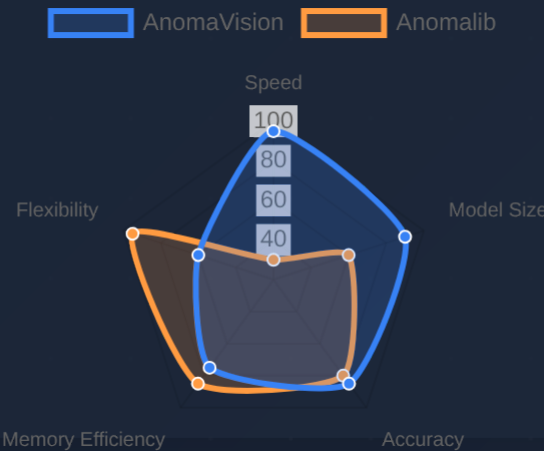 AnomaVision Anomalib
Speed
100
80
60
40
Flexibility
Model Size
Memory Efficiency
Accuracy